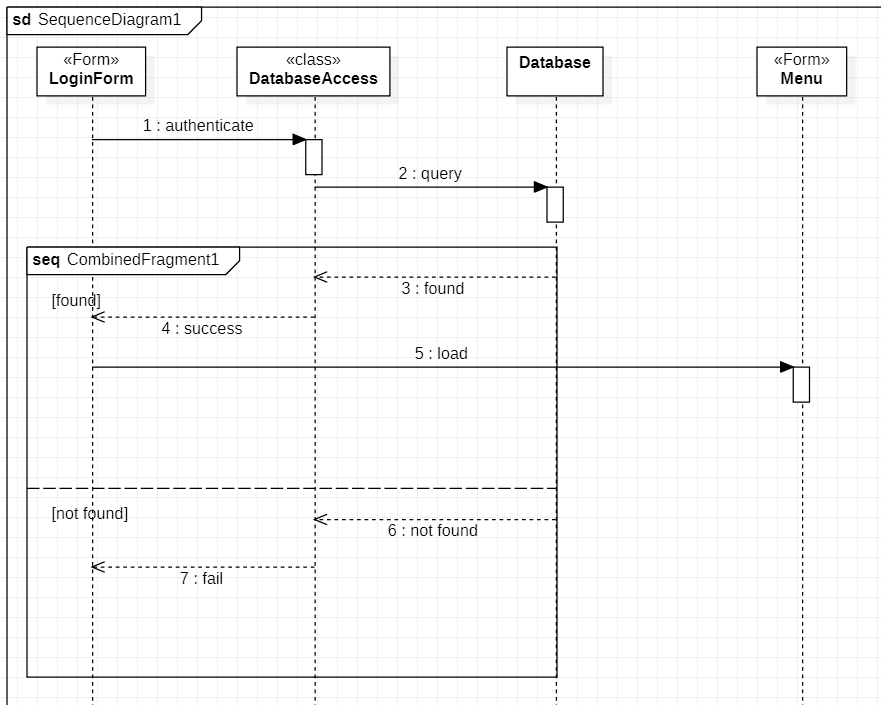 sd SequenceDiagram1
«Form»
LoginForm
«class»
DatabaseAccess
Database
«Form»
Menu
1 : authenticate
2 : query
seq CombinedFragment1
3 : found
[found]
4 : success
5 : load
[not found]
6 : not found
7 : fail